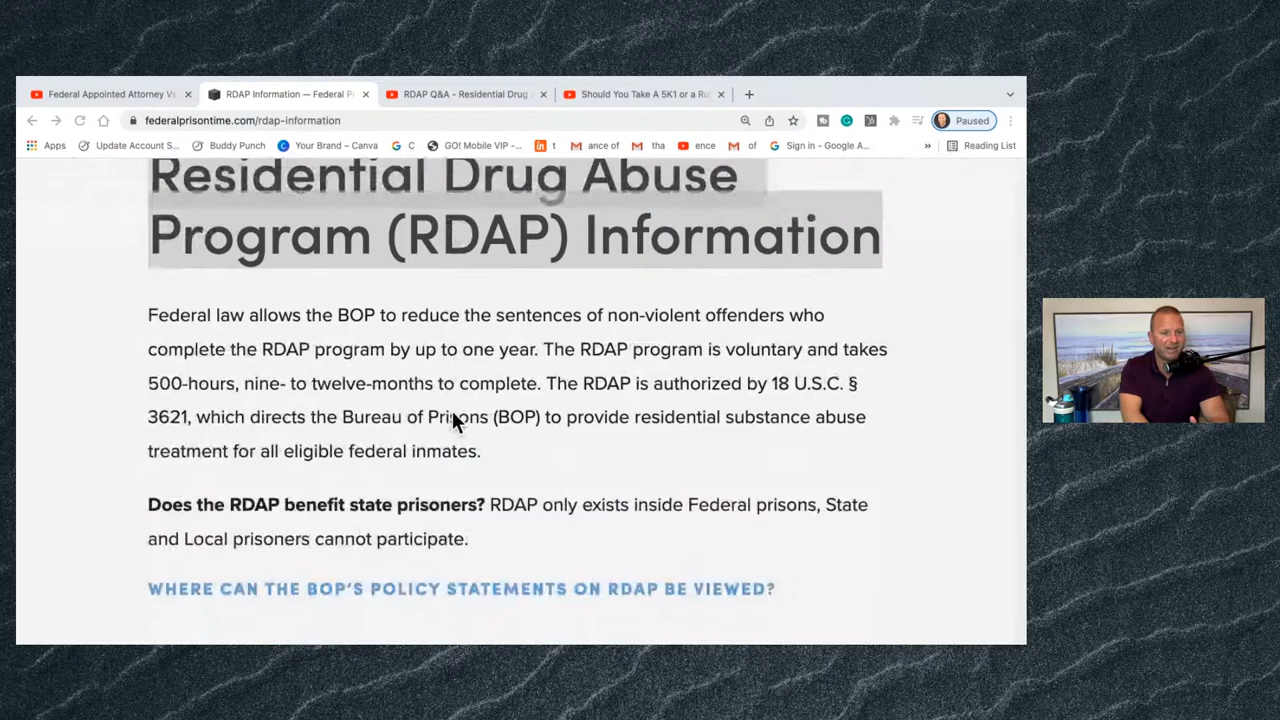 Federal Appointed Attorney Vs
RDAP Information — Federal P
RDAP Q&A - Residential Drug
Should You Take A 5K1 or a Ru
federalprisontime.com/rdap-information
Paused
Apps
Update Account S...
Buddy Punch
Your Brand – Canva
C
GO! Mobile VIP -...
t
ance of
tha
ence
of
Sign in - Google A...
Reading List
Residential Drug Abuse
Program (RDAP) Information
Federal law allows the BOP to reduce the sentences of non-violent offenders who
complete the RDAP program by up to one year. The RDAP program is voluntary and takes
500-hours, nine- to twelve-months to complete. The RDAP is authorized by 18 U.S.C. §
3621, which directs the Bureau of Prisons (BOP) to provide residential substance abuse
treatment for all eligible federal inmates.
Does the RDAP benefit state prisoners? RDAP only exists inside Federal prisons, State
and Local prisoners cannot participate.
WHERE CAN THE BOP'S POLICY STATEMENTS ON RDAP BE VIEWED?